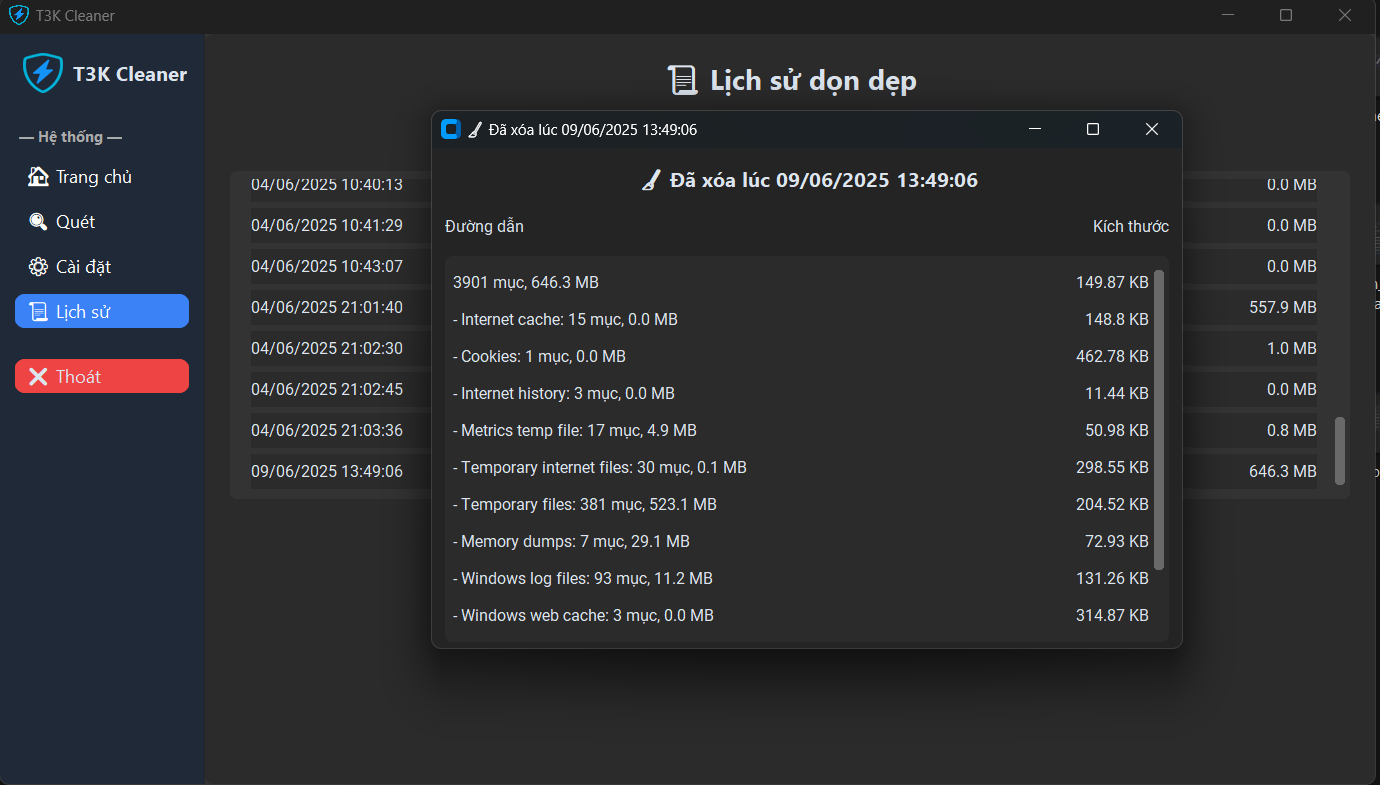 T3K Cleaner
T3K Cleaner
— Hệ thống —
Trang chủ
Quét
Cài đặt
Lịch sử
Thoát
Lịch sử dọn dẹp
04/06/2025 10:40:13 0.0 MB
04/06/2025 10:41:29 0.0 MB
04/06/2025 10:43:07 0.0 MB
04/06/2025 21:01:40 557.9 MB
04/06/2025 21:02:30 1.0 MB
04/06/2025 21:02:45 0.0 MB
04/06/2025 21:03:36 0.8 MB
09/06/2025 13:49:06 646.3 MB
Đã xóa lúc 09/06/2025 13:49:06
Đã xóa lúc 09/06/2025 13:49:06
Đường dẫn Kích thước
3901 mục, 646.3 MB 149.87 KB
- Internet cache: 15 mục, 0.0 MB 148.8 KB
- Cookies: 1 mục, 0.0 MB 462.78 KB
- Internet history: 3 mục, 0.0 MB 11.44 KB
- Metrics temp file: 17 mục, 4.9 MB 50.98 KB
- Temporary internet files: 30 mục, 0.1 MB 298.55 KB
- Temporary files: 381 mục, 523.1 MB 204.52 KB
- Memory dumps: 7 mục, 29.1 MB 72.93 KB
- Windows log files: 93 mục, 11.2 MB 131.26 KB
- Windows web cache: 3 mục, 0.0 MB 314.87 KB